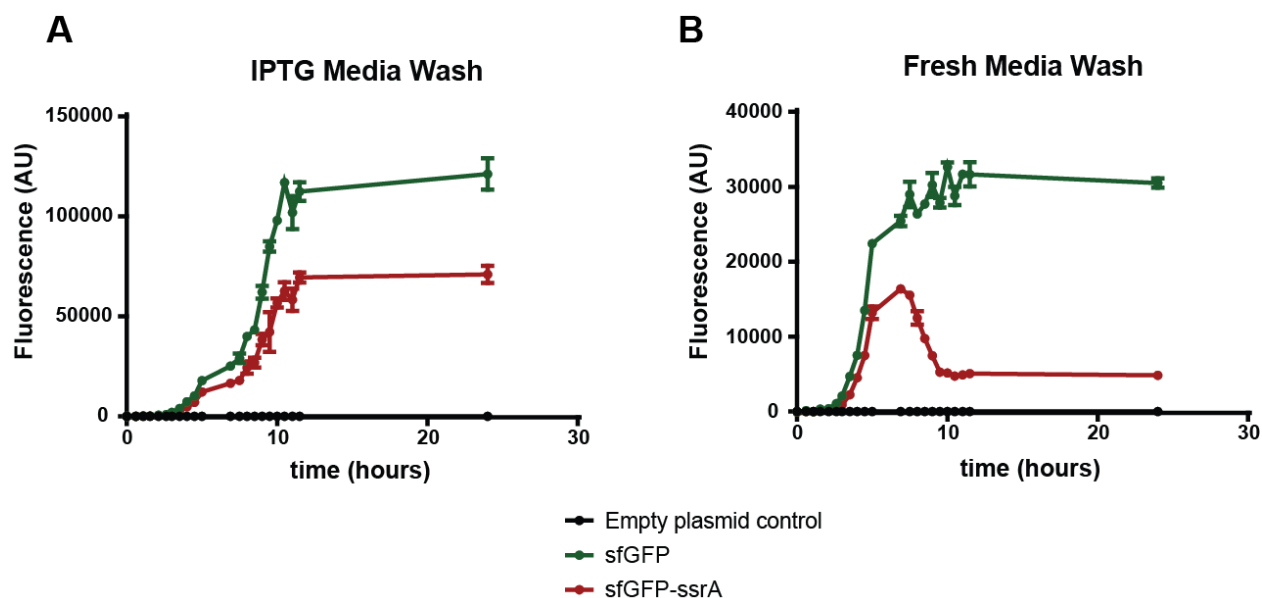 A
IPTG Media Wash
Fluorescence (AU)
150000
100000
50000
0
0 10 20 30
time (hours)
B
Fresh Media Wash
Fluorescence (AU)
40000
30000
20000
10000
0
0 10 20 30
time (hours)
Empty plasmid control
sfGFP
sfGFP-ssrA